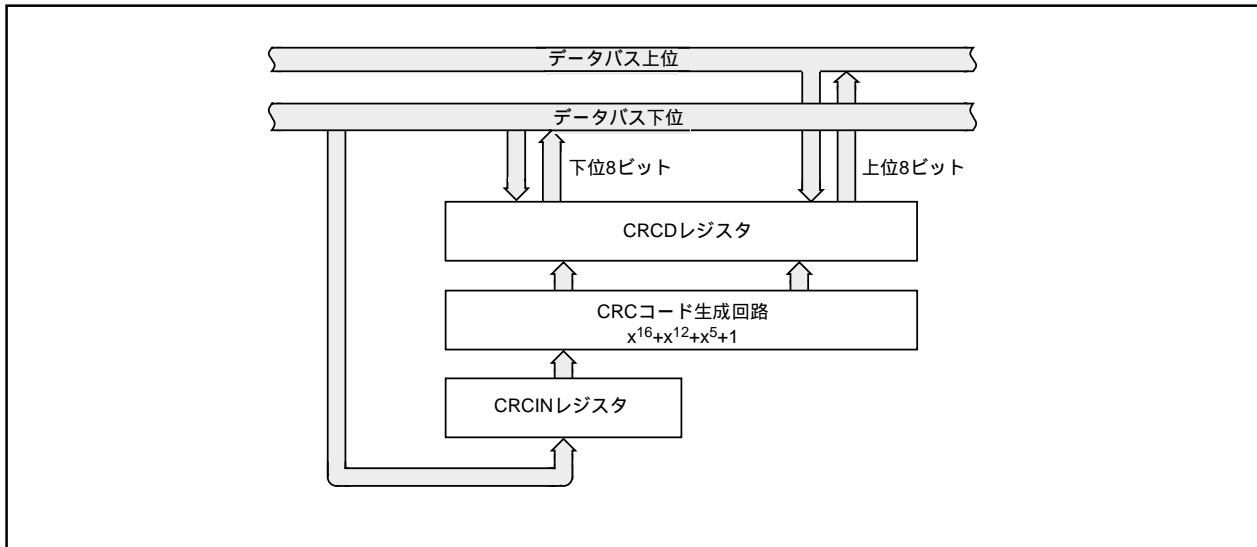 データバス上位
データバス下位
下位8ビット
上位8ビット
CRCDレジスタ
CRCコード生成回路
x¹⁶+x¹²+x⁵+1
CRCINレジスタ